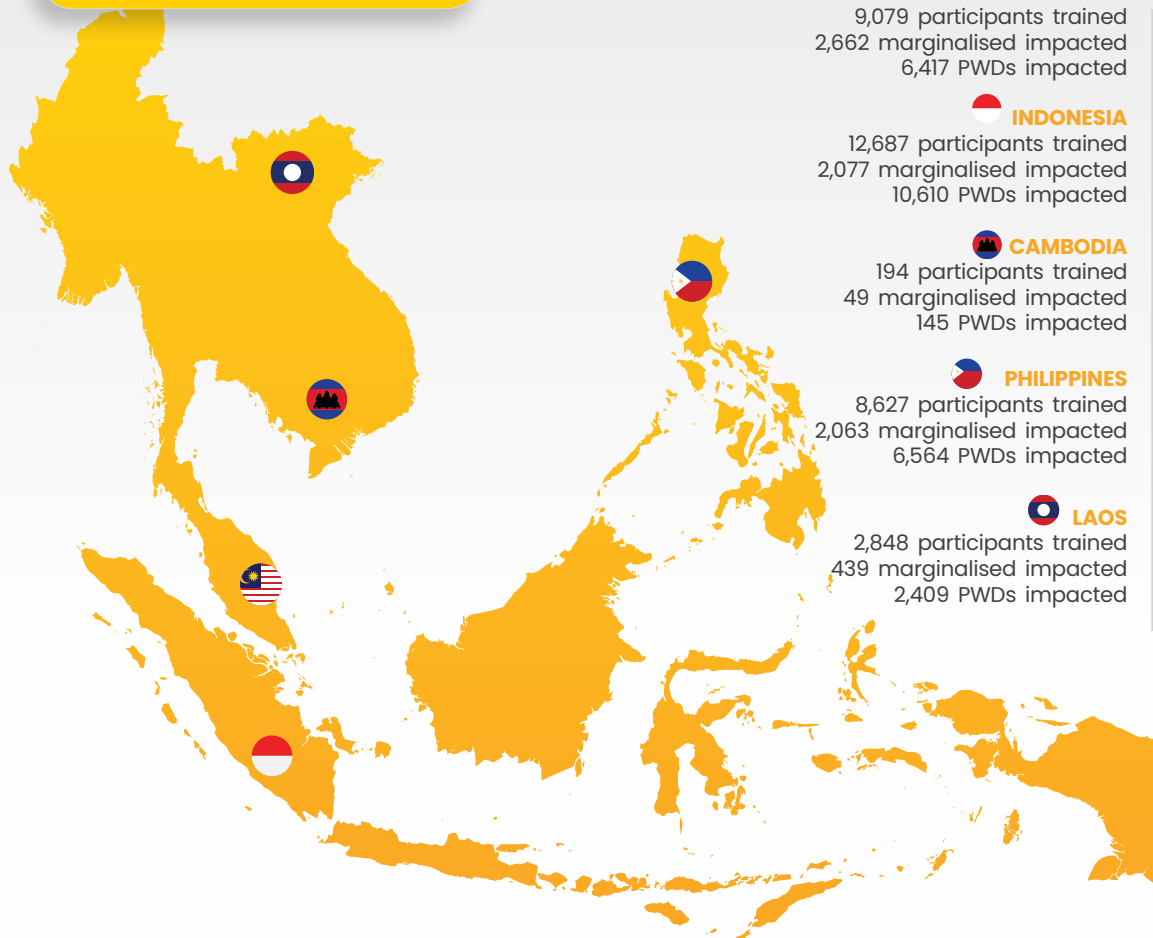 9,079 participants trained
2,662 marginalised impacted
6,417 PWDs impacted
INDONESIA
12,687 participants trained
2,077 marginalised impacted
10,610 PWDs impacted
CAMBODIA
194 participants trained
49 marginalised impacted
145 PWDs impacted
PHILIPPINES
8,627 participants trained
2,063 marginalised impacted
6,564 PWDs impacted
LAOS
2,848 participants trained
439 marginalised impacted
2,409 PWDs impacted